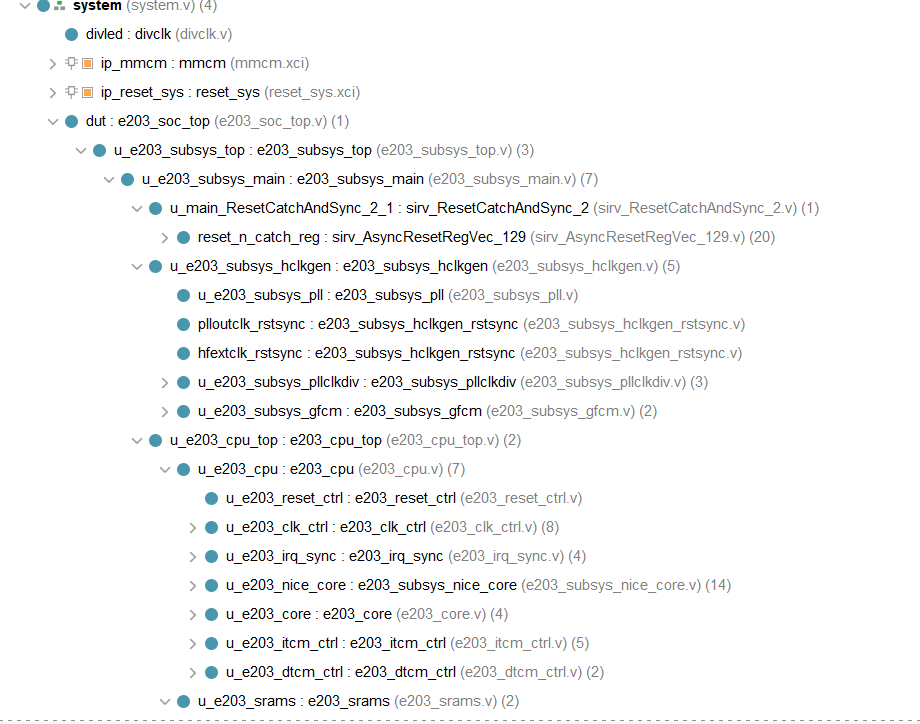 system (system.v) (4)
divled : divclk (divclk.v)
ip_mmcm : mmcm (mmcm.xci)
ip_reset_sys : reset_sys (reset_sys.xci)
dut : e203_soc_top (e203_soc_top.v) (1)
u_e203_subsys_top : e203_subsys_top (e203_subsys_top.v) (3)
u_e203_subsys_main : e203_subsys_main (e203_subsys_main.v) (7)
u_main_ResetCatchAndSync_2_1 : sirv_ResetCatchAndSync_2 (sirv_ResetCatchAndSync_2.v) (1)
reset_n_catch_reg : sirv_AsyncResetRegVec_129 (sirv_AsyncResetRegVec_129.v) (20)
u_e203_subsys_hclkgen : e203_subsys_hclkgen (e203_subsys_hclkgen.v) (5)
u_e203_subsys_pll : e203_subsys_pll (e203_subsys_pll.v)
plloutclk_rstsync : e203_subsys_hclkgen_rstsync (e203_subsys_hclkgen_rstsync.v)
hfextclk_rstsync : e203_subsys_hclkgen_rstsync (e203_subsys_hclkgen_rstsync.v)
u_e203_subsys_pllclkdiv : e203_subsys_pllclkdiv (e203_subsys_pllclkdiv.v) (3)
u_e203_subsys_gfcm : e203_subsys_gfcm (e203_subsys_gfcm.v) (2)
u_e203_cpu_top : e203_cpu_top (e203_cpu_top.v) (2)
u_e203_cpu : e203_cpu (e203_cpu.v) (7)
u_e203_reset_ctrl : e203_reset_ctrl (e203_reset_ctrl.v)
u_e203_clk_ctrl : e203_clk_ctrl (e203_clk_ctrl.v) (8)
u_e203_irq_sync : e203_irq_sync (e203_irq_sync.v) (4)
u_e203_nice_core : e203_subsys_nice_core (e203_subsys_nice_core.v) (14)
u_e203_core : e203_core (e203_core.v) (4)
u_e203_itcm_ctrl : e203_itcm_ctrl (e203_itcm_ctrl.v) (5)
u_e203_dtcm_ctrl : e203_dtcm_ctrl (e203_dtcm_ctrl.v) (2)
u_e203_srams : e203_srams (e203_srams.v) (2)